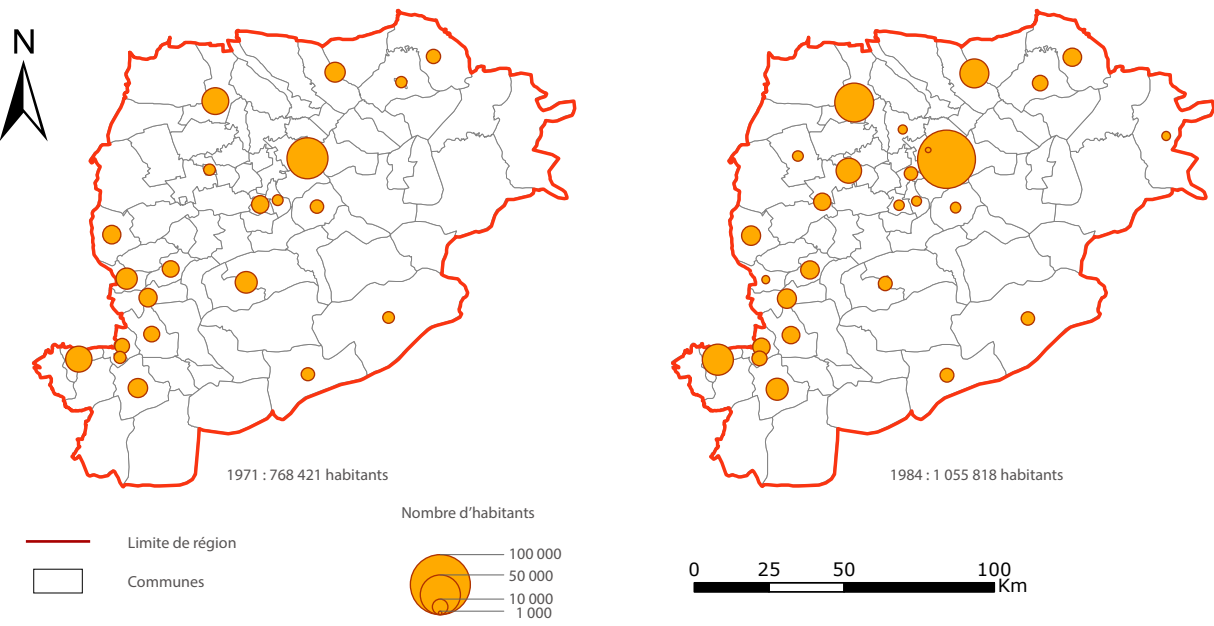 N
1971 : 768 421 habitants
1984 : 1 055 818 habitants
Limite de région
Communes
Nombre d’habitants
100 000
50 000
10 000
1 000
0 25 50 100
Km